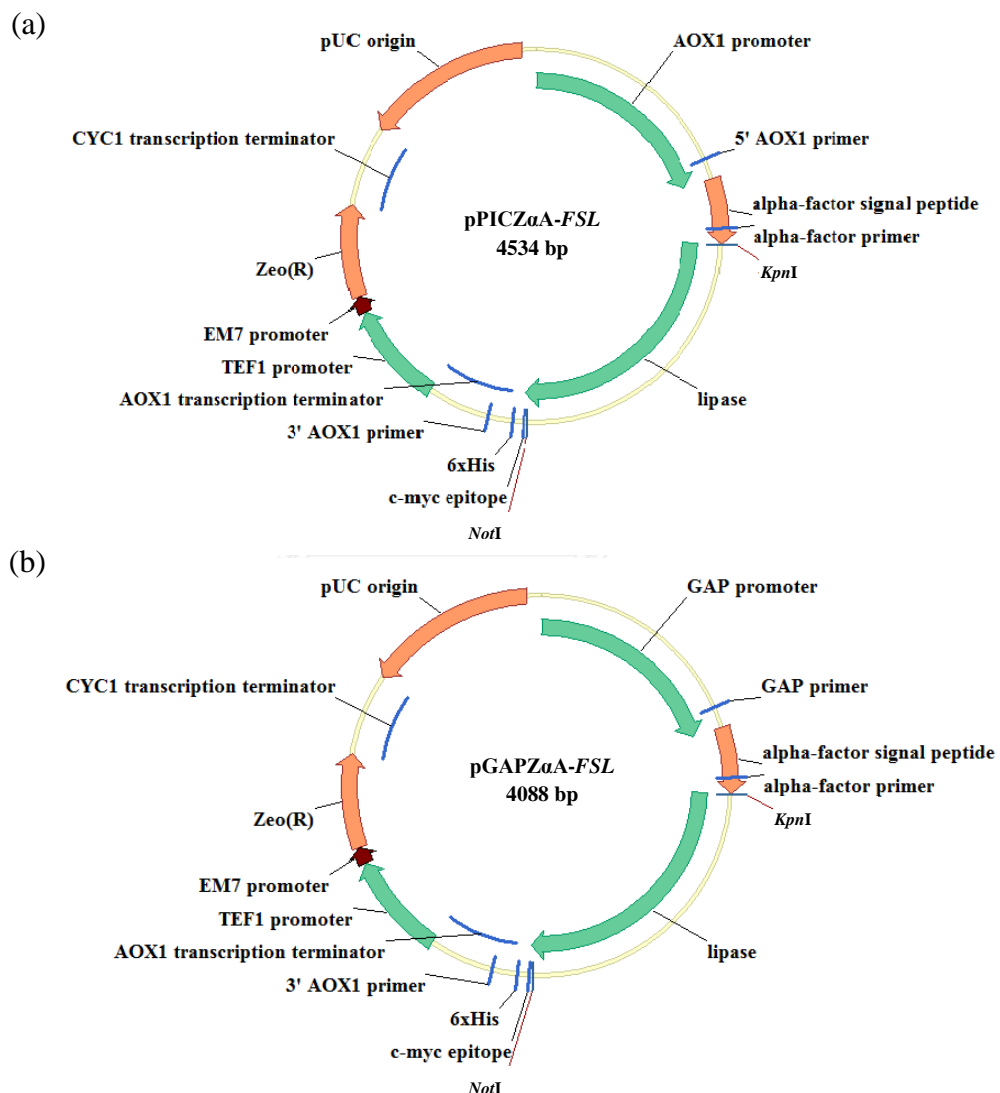 (a)
pUC origin
AOX1 promoter
CYC1 transcription terminator
5' AOX1 primer
pPICZαA-FSL
4534 bp
alpha-factor signal peptide
alpha-factor primer
KpnI
Zeo(R)
EM7 promoter
TEF1 promoter
AOX1 transcription terminator
lipase
3' AOX1 primer
6xHis
c-myc epitope
NotI
(b)
pUC origin
GAP promoter
CYC1 transcription terminator
GAP primer
pGAPZαA-FSL
4088 bp
alpha-factor signal peptide
alpha-factor primer
KpnI
Zeo(R)
EM7 promoter
TEF1 promoter
AOX1 transcription terminator
lipase
3' AOX1 primer
6xHis
c-myc epitope
NotI